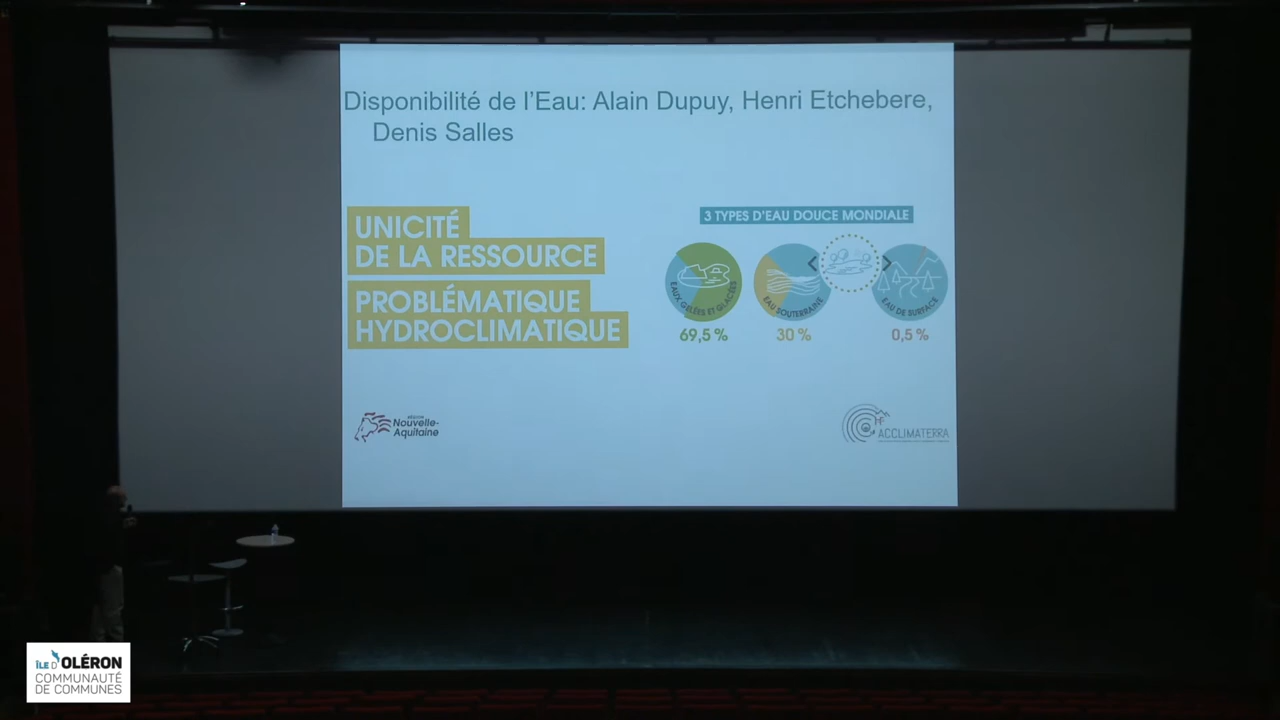 Disponibilité de l'Eau: Alain Dupuy, Henri Etchebere,
Denis Salles
UNICITÉ
DE LA RESSOURCE
PROBLÉMATIQUE
HYDROCLIMATIQUE
3 TYPES D'EAU DOUCE MONDIALE
EAUX GELÉES ET GLACÉES
EAU SOUTERRAINE
EAU DE SURFACE
69,5 %
30 %
0,5 %
RÉGION
Nouvelle-
Aquitaine
ACCLIMATERRA
ÎLE D'OLÉRON
COMMUNAUTÉ
DE COMMUNES